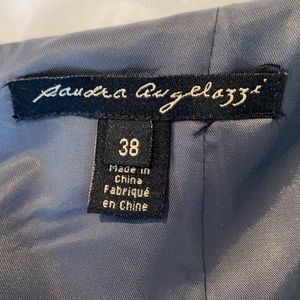 Sandra Angelozzi
38
Made in
China
Fabriqué
en Chine